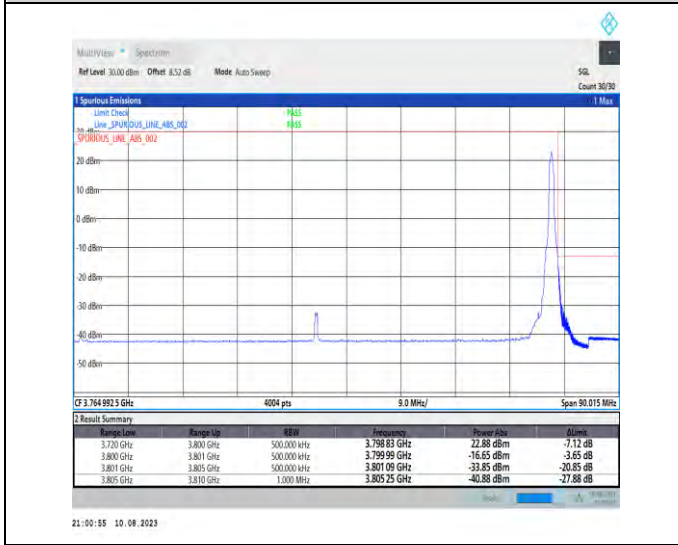 MultiView Spectrum
Ref Level 30.00 dBm Offset 8.52 dB Mode Auto Sweep SGL
Count 30/30
1 Spurious Emissions 1 Max
Limit Check PASS
Line _SPURIOUS_LINE_ABS_002 PASS
_SPURIOUS_LINE_ABS_002
20 dBm
10 dBm
0 dBm
-10 dBm
-20 dBm
-30 dBm
-40 dBm
-50 dBm
CF 3.764 992 5 GHz 4004 pts 9.0 MHz/ Span 90.015 MHz
2 Result Summary
Range Low Range Up RBW Frequency Power Abs ΔLimit
3.720 GHz 3.800 GHz 500.000 kHz 3.798 83 GHz 22.88 dBm -7.12 dB
3.800 GHz 3.801 GHz 500.000 kHz 3.799 99 GHz -16.65 dBm -3.65 dB
3.801 GHz 3.805 GHz 500.000 kHz 3.801 09 GHz -33.85 dBm -20.85 dB
3.805 GHz 3.810 GHz 1.000 MHz 3.805 25 GHz -40.88 dBm -27.88 dB
21:00:55 10.08.2023